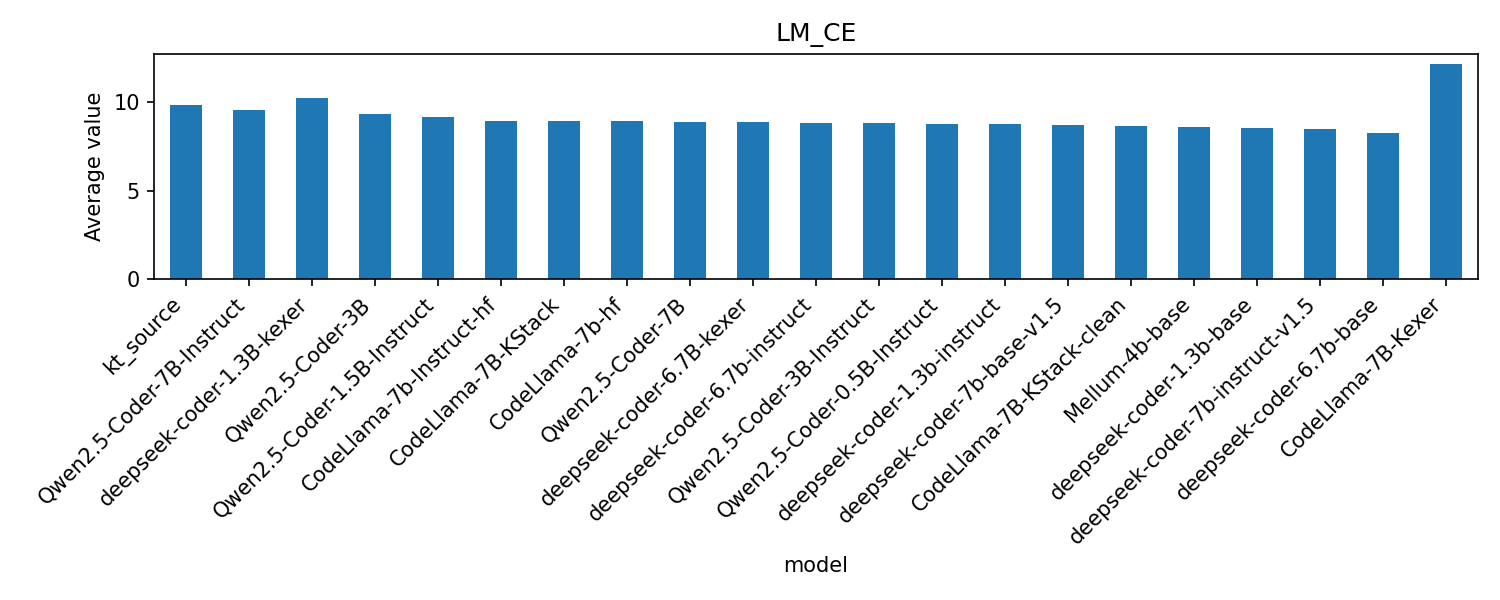 LM_CE
Average value
10
5
0
kt_source
Qwen2.5-Coder-7B-Instruct
deepseek-coder-1.3B-kexer
Qwen2.5-Coder-3B
Qwen2.5-Coder-1.5B-Instruct
CodeLlama-7b-Instruct-hf
CodeLlama-7B-KStack
CodeLlama-7b-hf
Qwen2.5-Coder-7B
deepseek-coder-6.7B-kexer
deepseek-coder-6.7b-instruct
Qwen2.5-Coder-3B-Instruct
Qwen2.5-Coder-0.5B-Instruct
deepseek-coder-1.3b-instruct
deepseek-coder-7b-base-v1.5
CodeLlama-7B-KStack-clean
Mellum-4b-base
deepseek-coder-1.3b-base
deepseek-coder-7b-instruct-v1.5
deepseek-coder-6.7b-base
CodeLlama-7B-Kexer
model